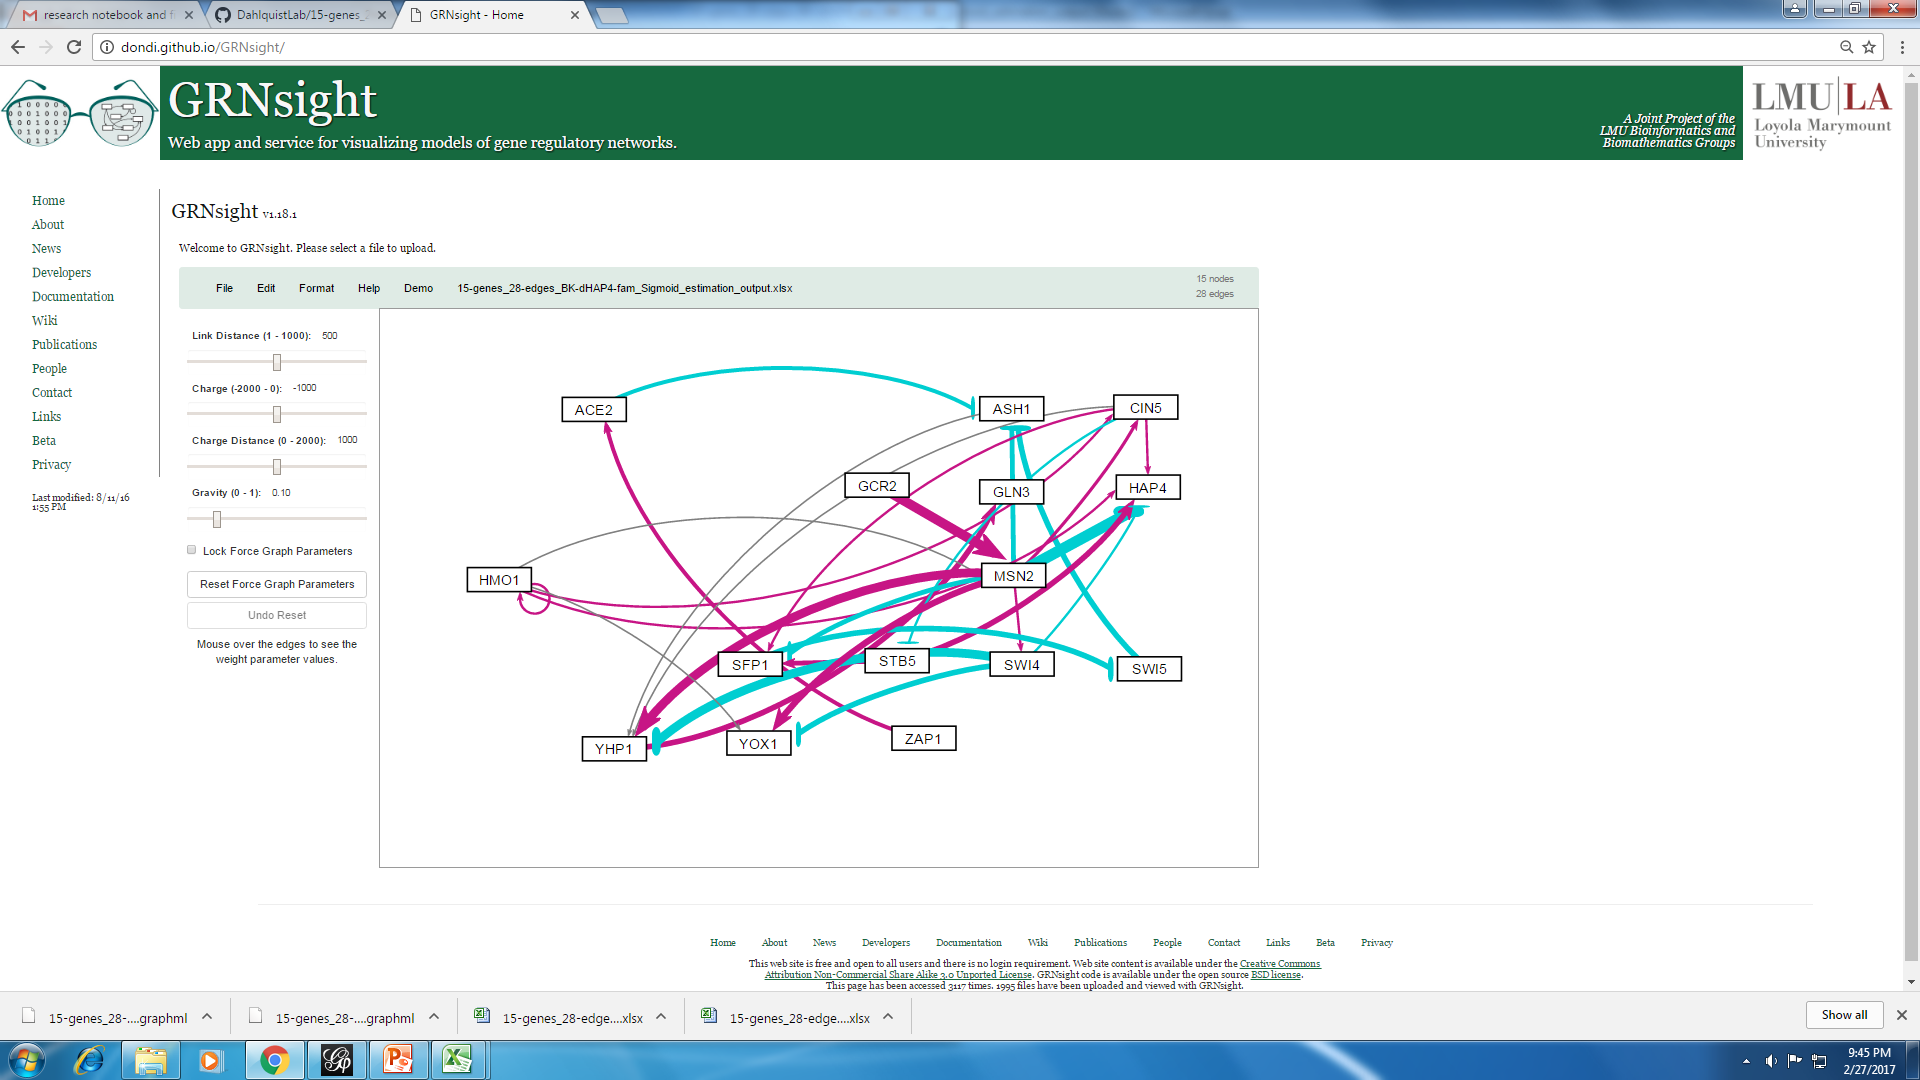 research notebook and f
DahlquistLab/15-genes_2
GRNsight - Home
dondi.github.io/GRNsight/
GRNsight
Web app and service for visualizing models of gene regulatory networks.
A Joint Project of the
LMU Bioinformatics and
Biomathematics Groups
LMU|LA
Loyola Marymount
University
Home
About
News
Developers
Documentation
Wiki
Publications
People
Contact
Links
Beta
Privacy
Last modified: 8/11/16
1:55 PM
GRNsight v1.18.1
Welcome to GRNsight. Please select a file to upload.
File Edit Format Help Demo 15-genes_28-edges_BK-dHAP4-fam_Sigmoid_estimation_output.xlsx
15 nodes
28 edges
Link Distance (1 - 1000): 500
Charge (-2000 - 0): -1000
Charge Distance (0 - 2000): 1000
Gravity (0 - 1): 0.10
Lock Force Graph Parameters
Reset Force Graph Parameters
Undo Reset
Mouse over the edges to see the
weight parameter values.
ACE2
ASH1
CIN5
GCR2
GLN3
HAP4
HMO1
MSN2
SFP1
STB5
SWI4
SWI5
YHP1
YOX1
ZAP1
Home About News Developers Documentation Wiki Publications People Contact Links Beta Privacy
This web site is free and open to all users and there is no login requirement. Web site content is available under the Creative Commons
Attribution Non-Commercial Share Alike 3.0 Unported License. GRNsight code is available under the open source BSD license.
This page has been accessed 3117 times. 1995 files have been uploaded and viewed with GRNsight.
15-genes_28-....graphml
15-genes_28-....graphml
15-genes_28-edge....xlsx
15-genes_28-edge....xlsx
Show all
9:45 PM
2/27/2017